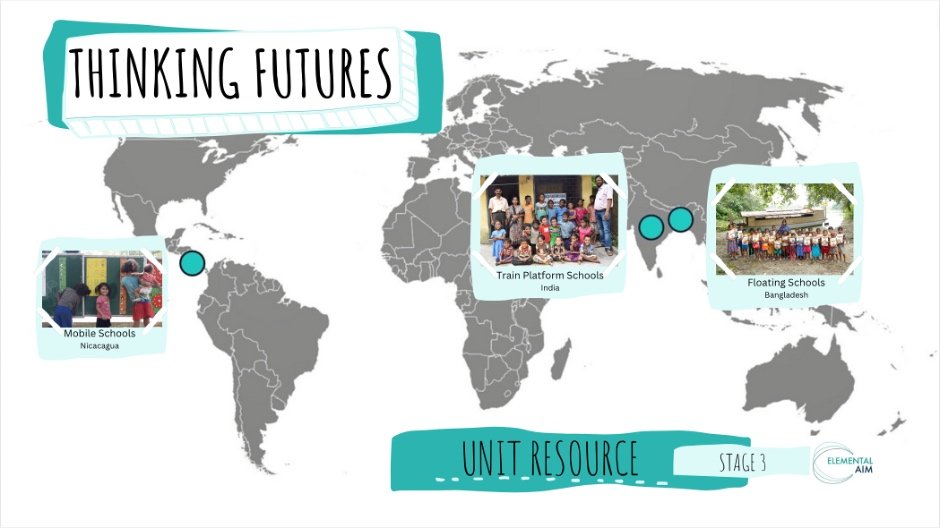 THINKING FUTURES
Train Platform Schools
India
Floating Schools
Bangladesh
Mobile Schools
Nicacagua
UNIT RESOURCE
STAGE 3
ELEMENTAL
AIM